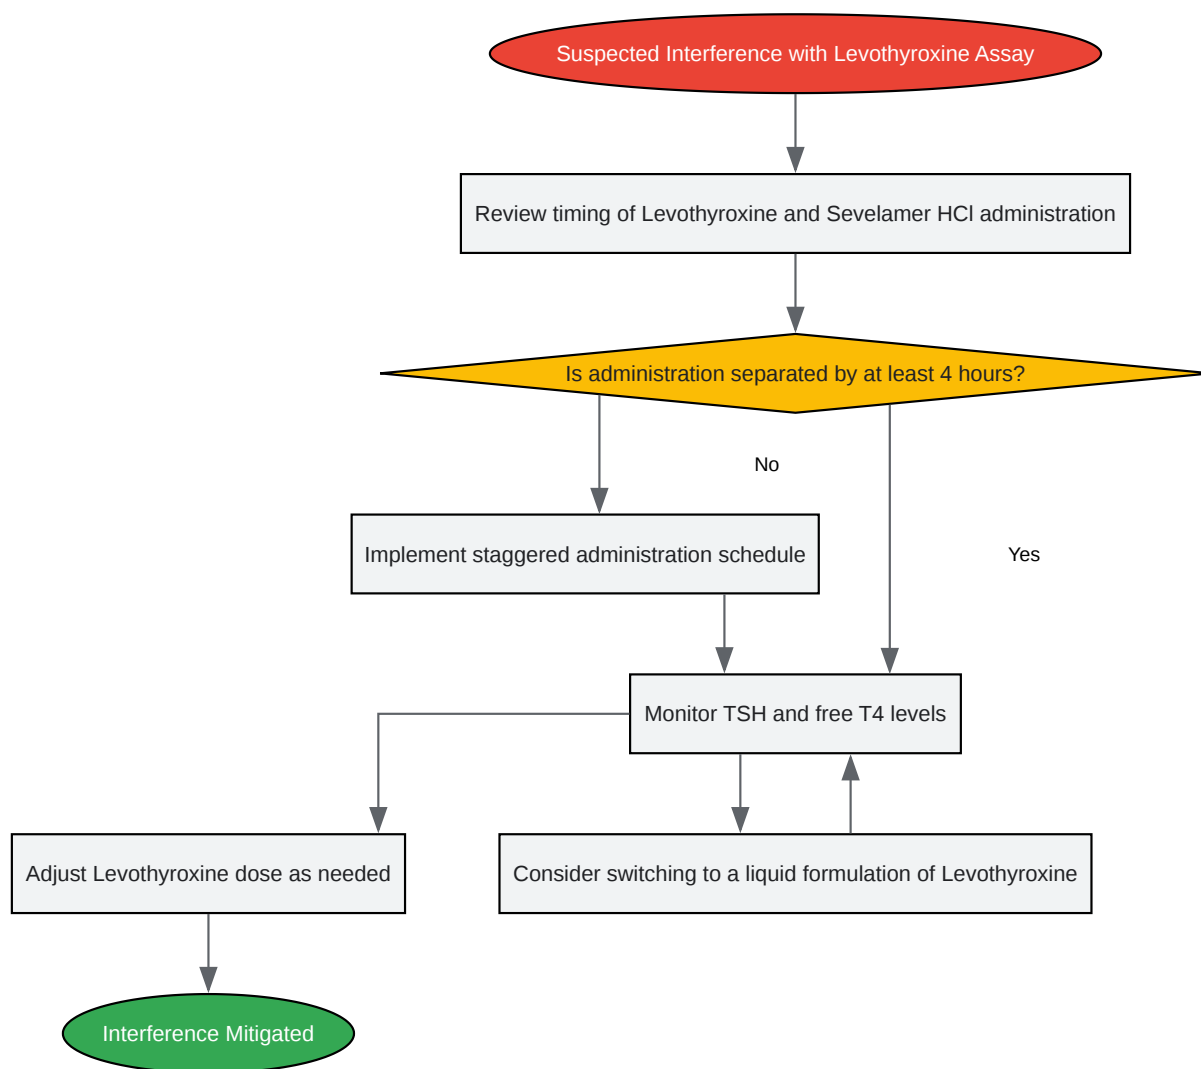 Suspected Interference with Levothyroxine Assay
Review timing of Levothyroxine and Sevelamer HCl administration
Is administration separated by at least 4 hours?
No
Implement staggered administration schedule
Yes
Monitor TSH and free T4 levels
Adjust Levothyroxine dose as needed
Consider switching to a liquid formulation of Levothyroxine
Interference Mitigated